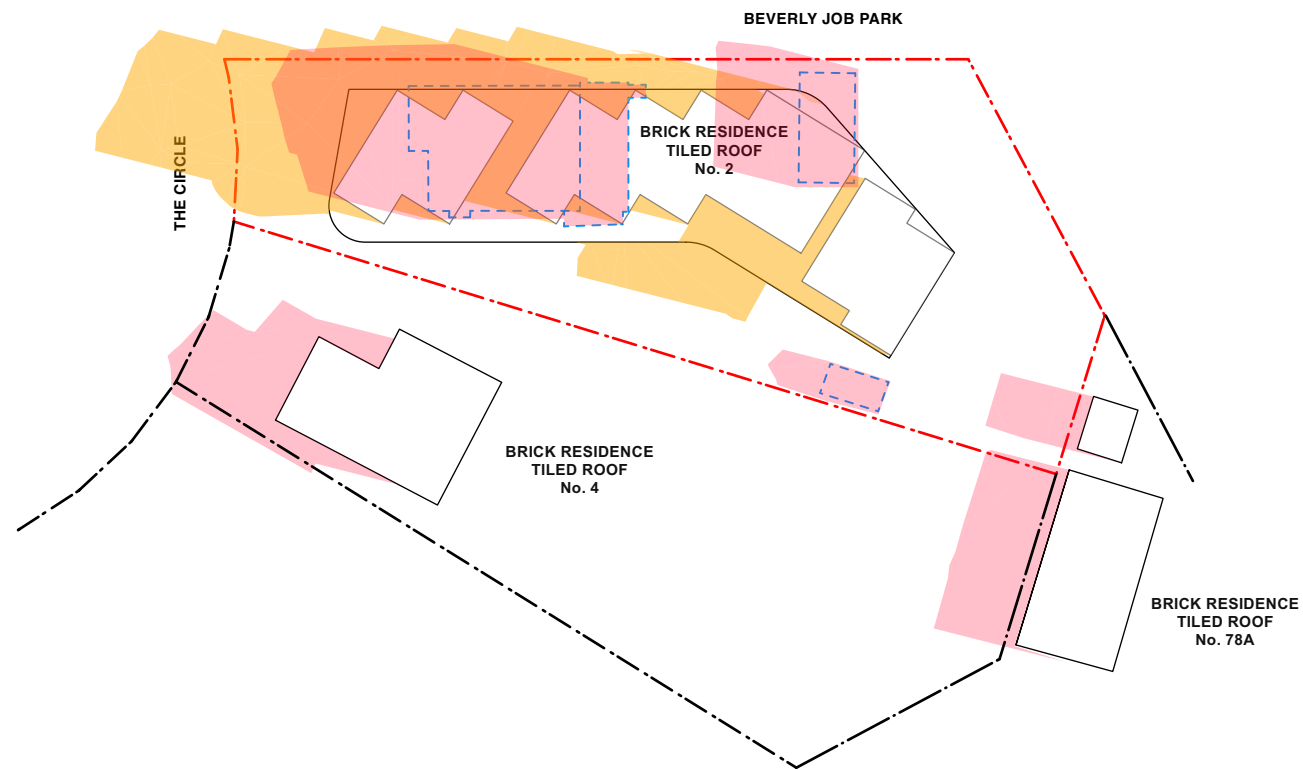 BEVERLY JOB PARK
THE CIRCLE
BRICK RESIDENCE
TILED ROOF
No. 2
BRICK RESIDENCE
TILED ROOF
No. 4
BRICK RESIDENCE
TILED ROOF
No. 78A